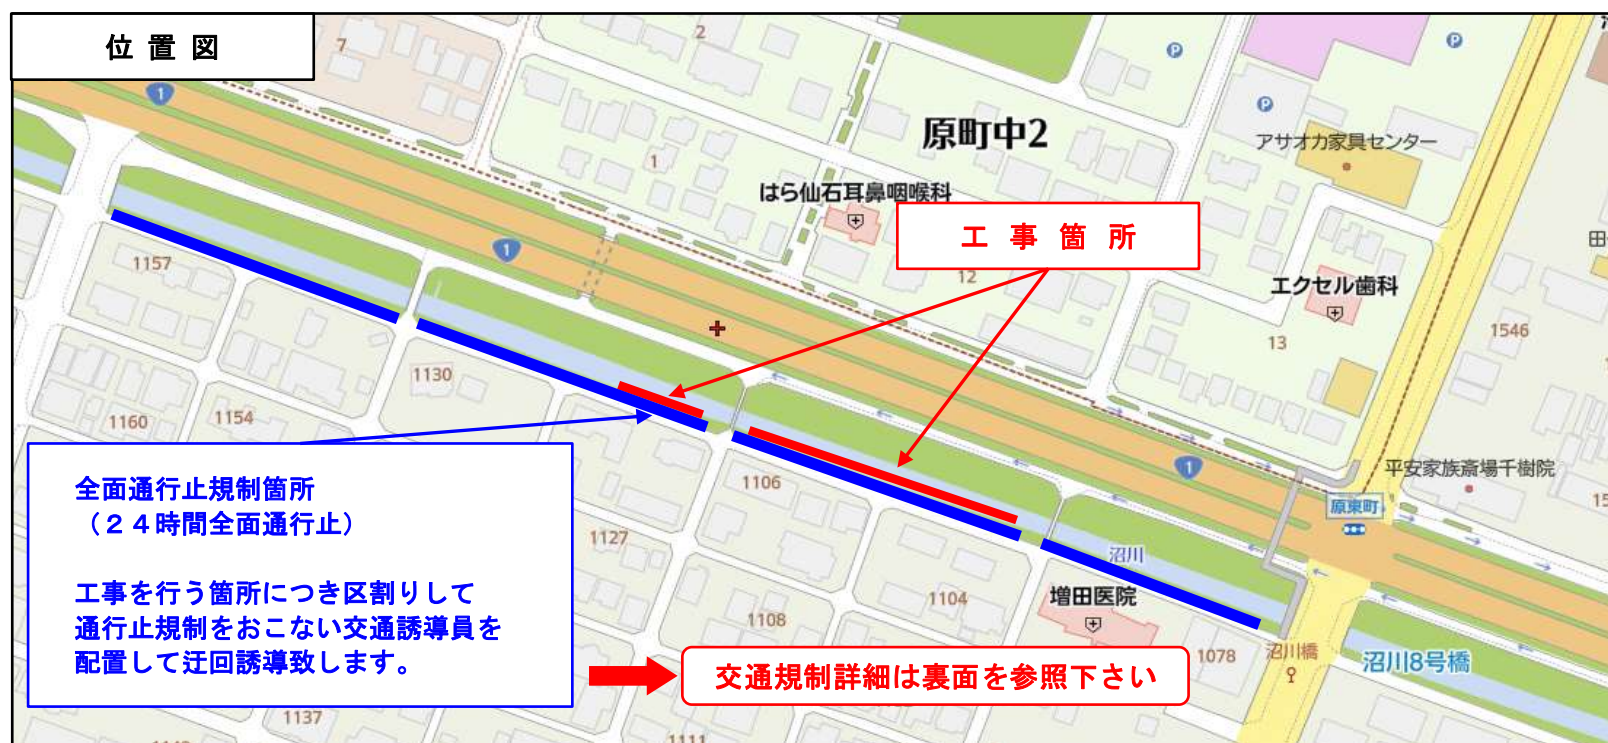 位置図
7
2
1
1
原町中2
アサオカ家具センター
はら仙石耳鼻咽喉科
工事箇所
1157
1
12
エクセル歯科
1546
13
1130
1160
1154
全面通行止規制箇所
（２４時間全面通行止）
工事を行う箇所につき区割りして
通行止規制をおこない交通誘導員を
配置して迂回誘導致します。
1106
1
平安家族斎場千樹院
原東町
1127
沼川
1104
増田医院
1108
1078
沼川橋
沼川8号橋
交通規制詳細は裏面を参照下さい
1137
1111
P
P
P